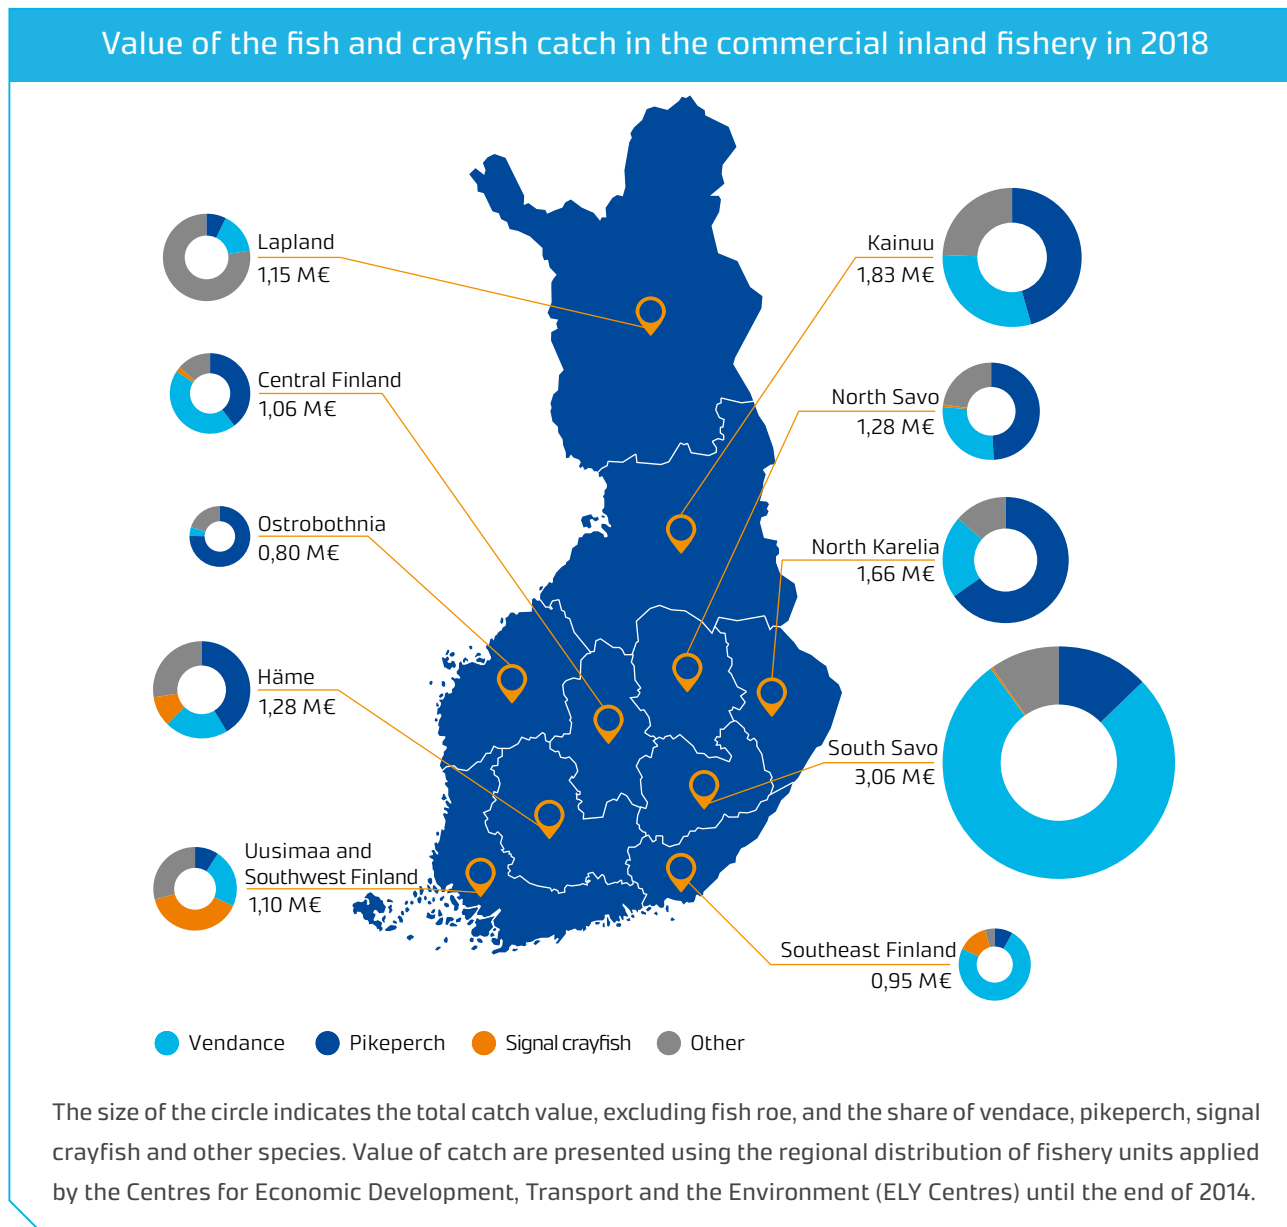 Value of the fish and crayfish catch in the commercial inland fishery in 2018
Lapland
1,15 M€
Central Finland
1,06 M€
Ostrobothnia
0,80 M€
Häme
1,28 M€
Uusimaa and
Southwest Finland
1,10 M€
Kainuu
1,83 M€
North Savo
1,28 M€
North Karelia
1,66 M€
South Savo
3,06 M€
Southeast Finland
0,95 M€
Vendance
Pikeperch
Signal crayfish
Other
The size of the circle indicates the total catch value, excluding fish roe, and the share of vendace, pikeperch, signal
crayfish and other species. Value of catch are presented using the regional distribution of fishery units applied
by the Centres for Economic Development, Transport and the Environment (ELY Centres) until the end of 2014.